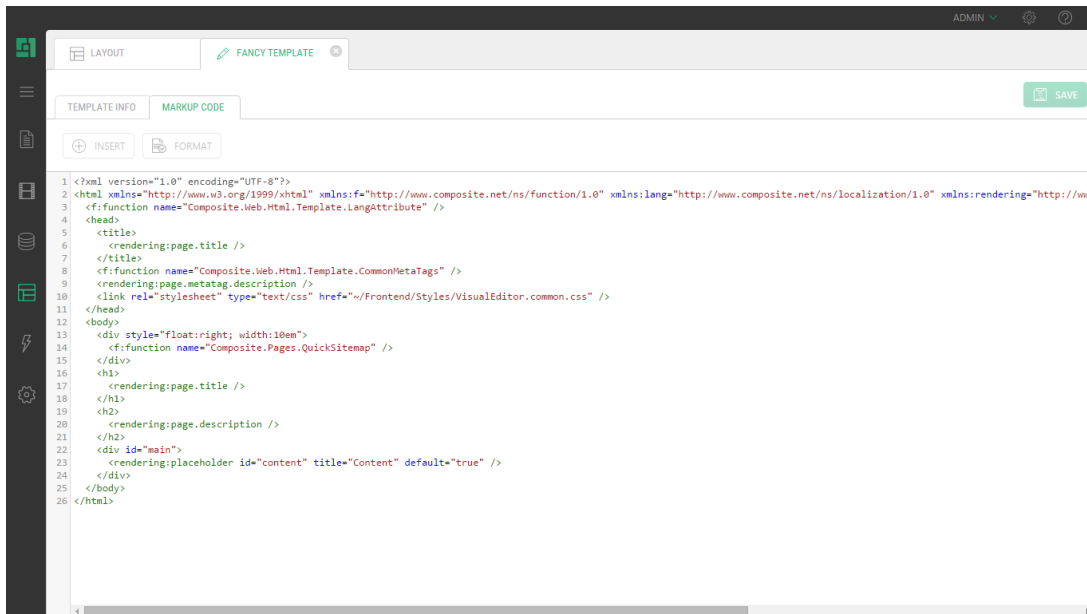 ADMIN
LAYOUT
FANCY TEMPLATE
TEMPLATE INFO
MARKUP CODE
SAVE
INSERT
FORMAT
1 <?xml version="1.0" encoding="UTF-8"?>
2 <html xmlns="http://www.w3.org/1999/xhtml" xmlns:f="http://www.composite.net/ns/function/1.0" xmlns:lang="http://www.composite.net/ns/localization/1.0" xmlns:rendering="http://ww
3 <f:function name="Composite.Web.Html.Template.LangAttribute" />
4 <head>
5 <title>
6 <rendering:page.title />
7 </title>
8 <f:function name="Composite.Web.Html.Template.CommonMetaTags" />
9 <rendering:page.metatag.description />
10 <link rel="stylesheet" type="text/css" href="~/Frontend/Styles/VisualEditor.common.css" />
11 </head>
12 <body>
13 <div style="float:right; width:10em">
14 <f:function name="Composite.Pages.QuickSitemap" />
15 </div>
16 <h1>
17 <rendering:page.title />
18 </h1>
19 <h2>
20 <rendering:page.description />
21 </h2>
22 <div id="main">
23 <rendering:placeholder id="content" title="Content" default="true" />
24 </div>
25 </body>
26 </html>